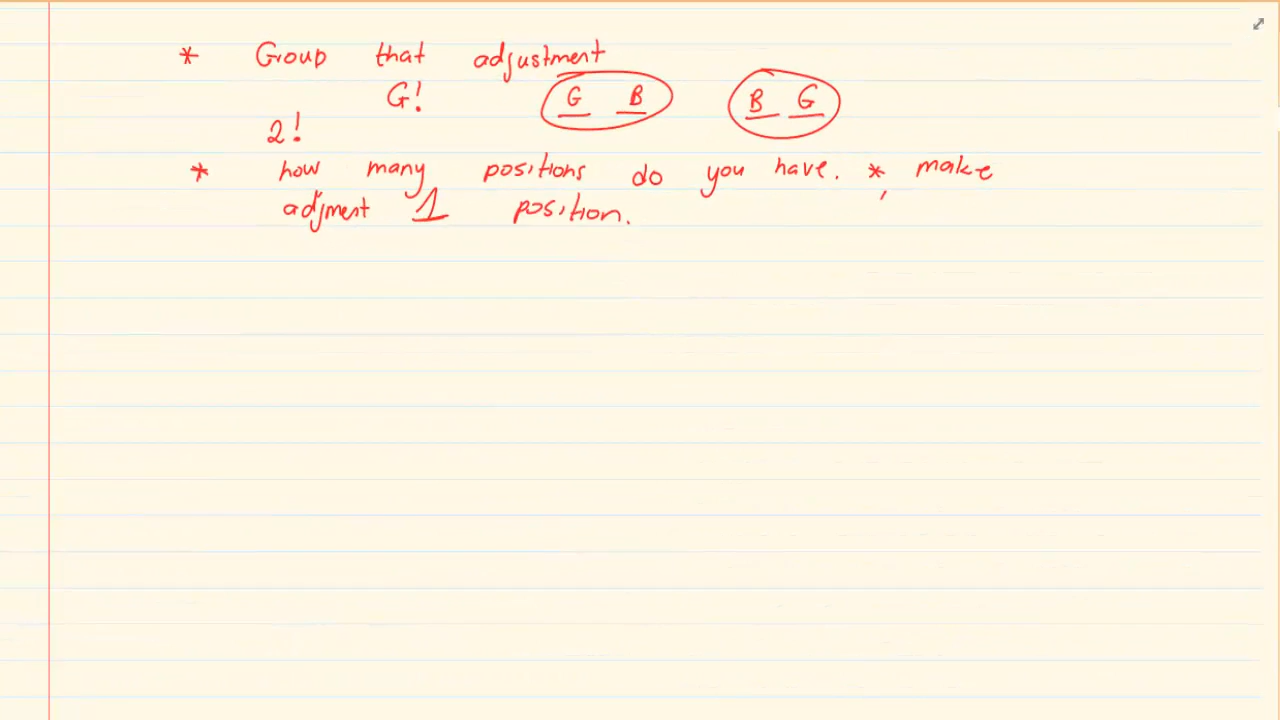 * Group that adjustment
G! G B B G
2!
* how many positions do you have. * make
adjment 1 position.